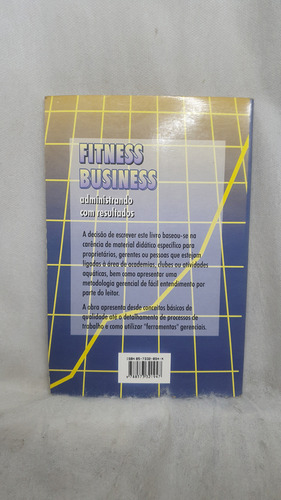 FITNESS
BUSINESS
administrando
com resultados
A decisão de escrever este livro baseou-se na
carência de material didático específico para
proprietários, gerentes ou pessoas que estejam
ligadas à área de academias, clubes ou atividades
aquáticas, bem como apresentar uma
metodologia gerencial de fácil entendimento por
parte do leitor.
A obra apresenta desde conceitos básicos de
qualidade até o detalhamento de processos de
trabalho e como utilizar "ferramentas" gerenciais.